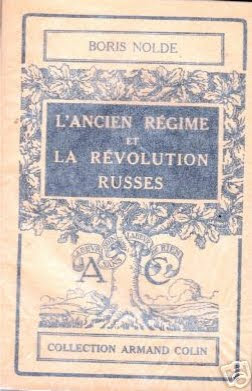 BORIS NOLDE
L'ANCIEN RÉGIME
ET
LA RÉVOLUTION
RUSSES
A C
COLLECTION ARMAND COLIN